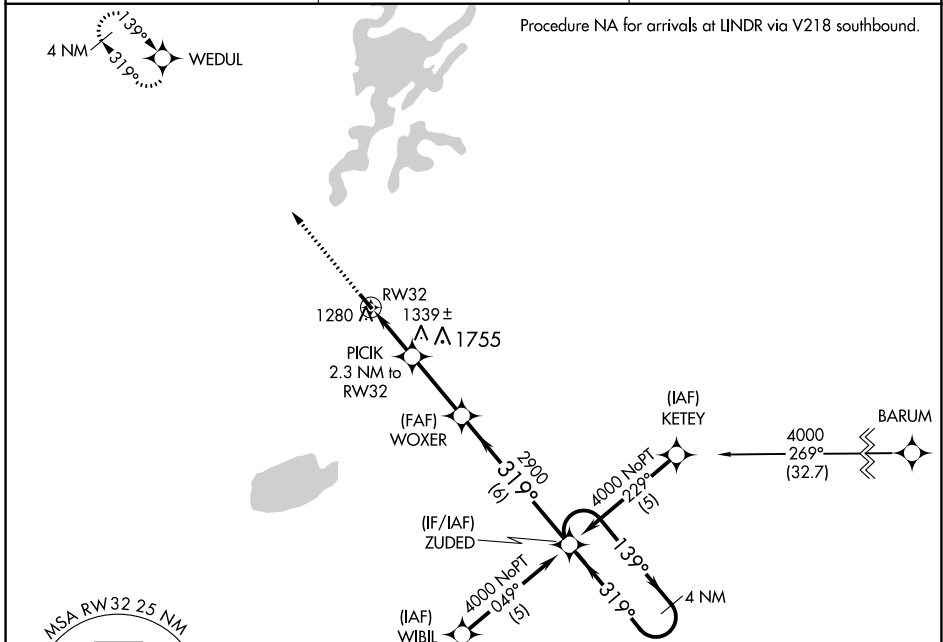 Procedure NA for arrivals at LINDR via V218 southbound.
139°
4 NM
319°
WEDUL
RW32
1280
1339 ±
1755
PICIK
2.3 NM to
RW32
(FAF)
WOXER
(IAF)
KETEY
BARUM
4000
269°
(32.7)
2900
319°
(6)
4000 NoPT
229°
(5)
(IF/IAF)
ZUDED
139°
319°
4 NM
4000 NoPT
049°
(5)
(IAF)
WIBIL
MSA RW32 25 NM